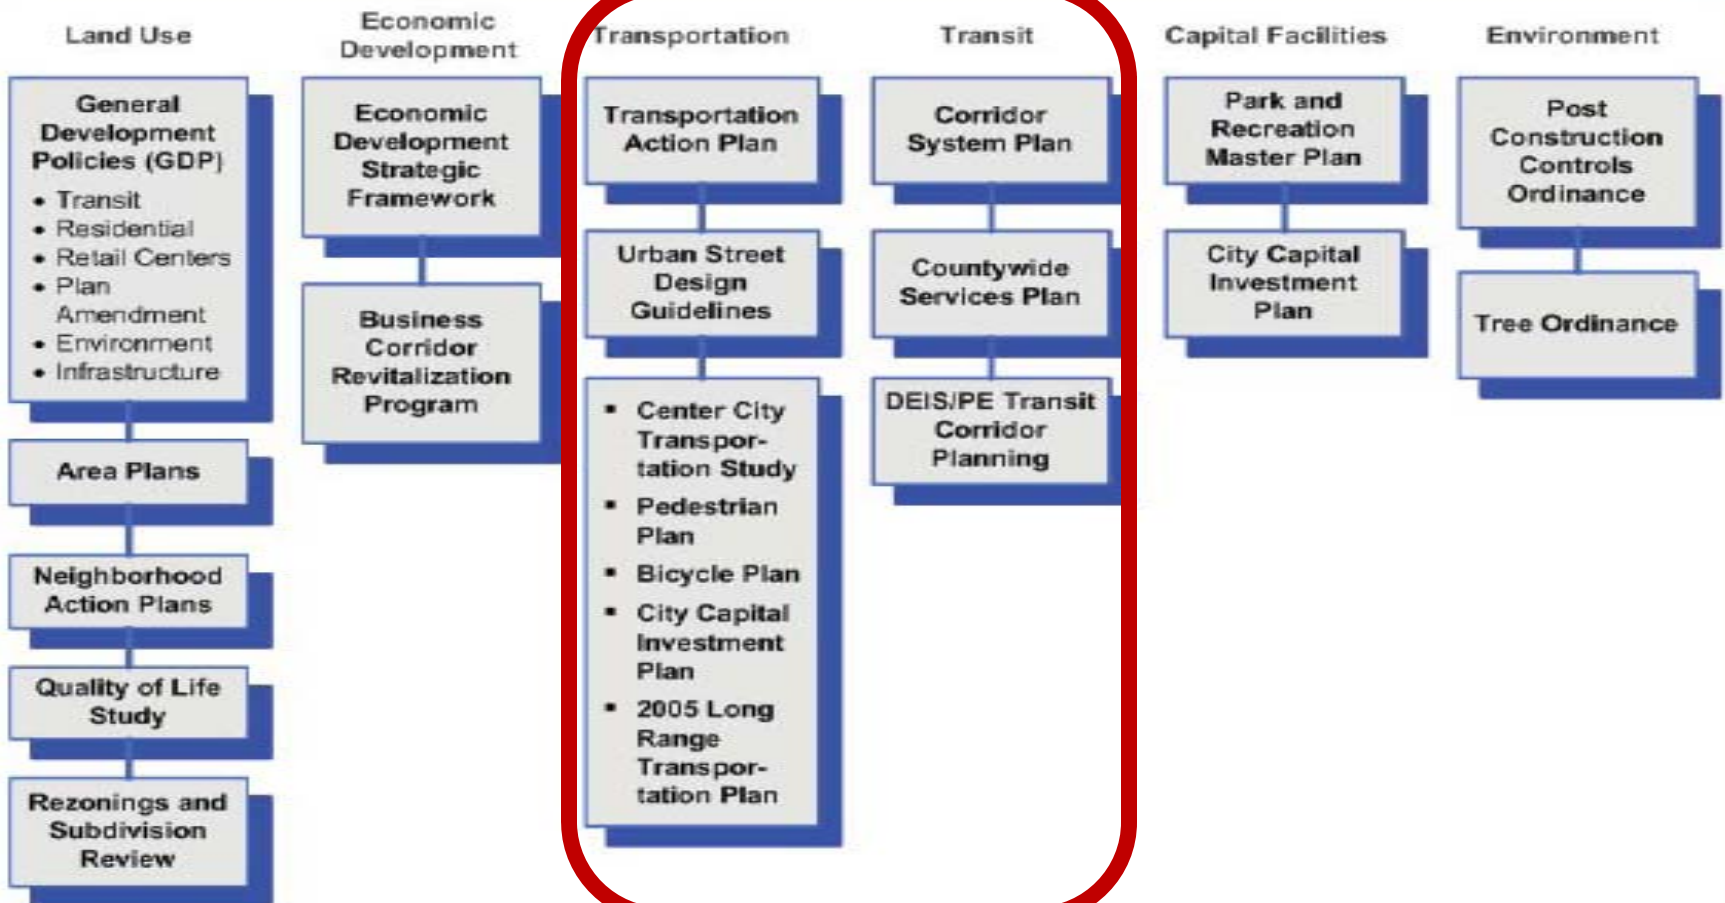 Land Use
General
Development
Policies (GDP)
• Transit
• Residential
• Retail Centers
• Plan
Amendment
• Environment
• Infrastructure
Area Plans
Neighborhood
Action Plans
Quality of Life
Study
Rezonings and
Subdivision
Review
Economic
Development
Economic
Development
Strategic
Framework
Business
Corridor
Revitalization
Program
Transportation
Transportation
Action Plan
Urban Street
Design
Guidelines
▪ Center City
Transpor-
tation Study
▪ Pedestrian
Plan
▪ Bicycle Plan
▪ City Capital
Investment
Plan
▪ 2005 Long
Range
Transpor-
tation Plan
Transit
Corridor
System Plan
Countywide
Services Plan
DEIS/PE Transit
Corridor
Planning
Capital Facilities
Park and
Recreation
Master Plan
City Capital
Investment
Plan
Environment
Post
Construction
Controls
Ordinance
Tree Ordinance